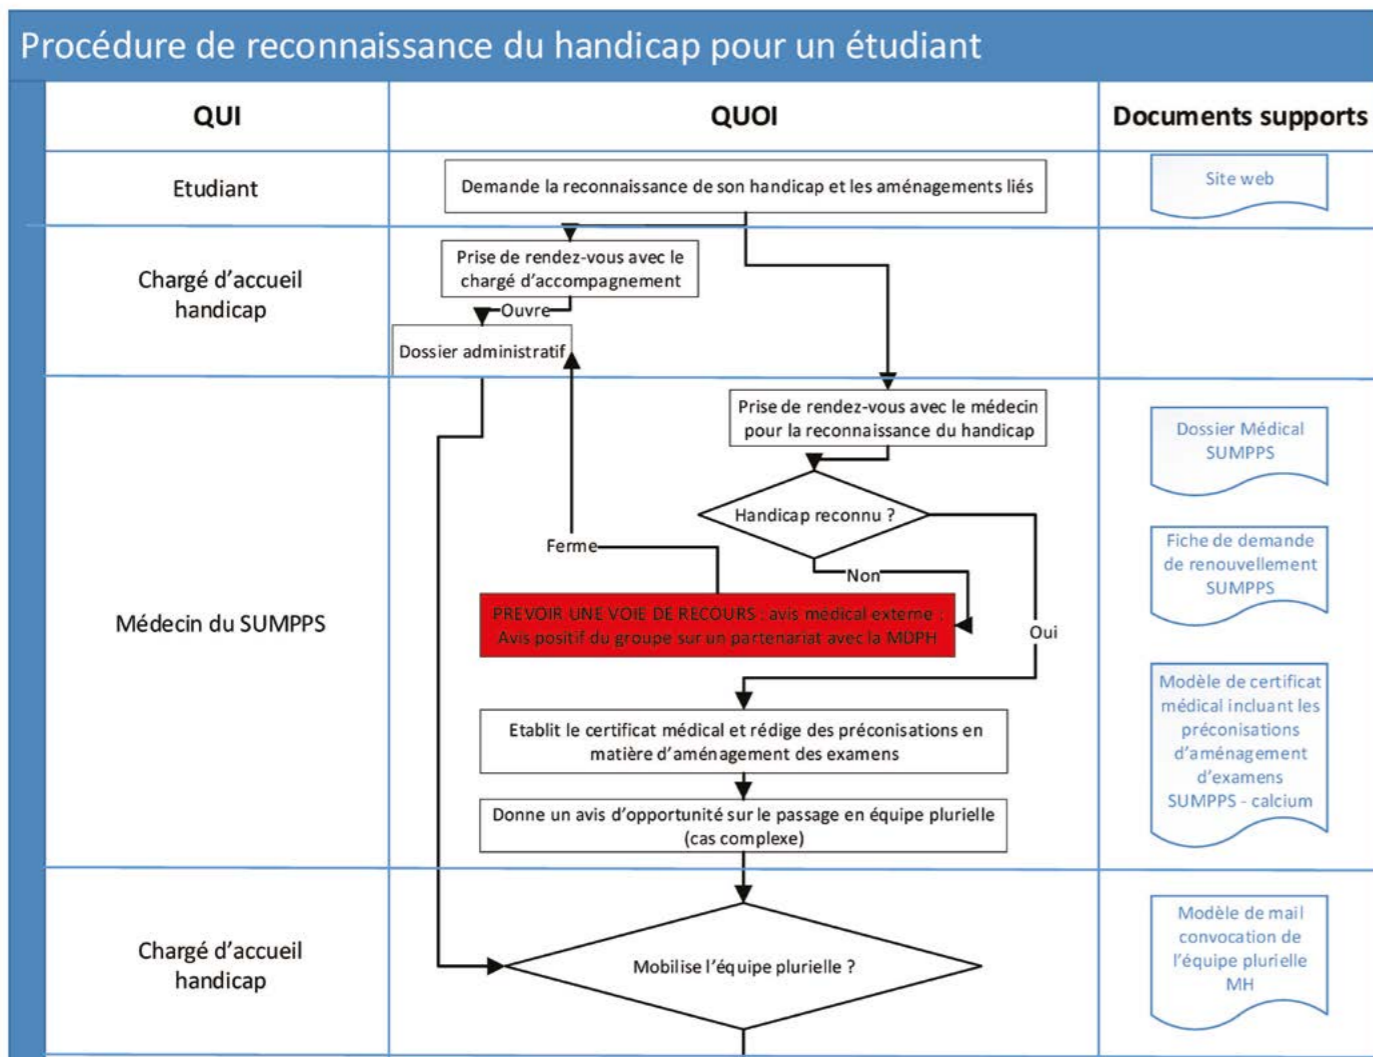 Procédure de reconnaissance du handicap pour un étudiant
QUI
QUOI
Documents supports
Etudiant
Demande la reconnaissance de son handicap et les aménagements liés
Site web
Chargé d'accueil
handicap
Prise de rendez-vous avec le
chargé d'accompagnement
Ouvre
Dossier administratif
Médecin du SUMPPS
Prise de rendez-vous avec le médecin
pour la reconnaissance du handicap
Handicap reconnu ?
Ferme
Non
Oui
PREVOIR UNE VOIE DE RECOURS : avis médical externe :
Avis positif du groupe sur un partenariat avec la MDPH
Etablit le certificat médical et rédige des préconisations en
matière d'aménagement des examens
Donne un avis d'opportunité sur le passage en équipe plurielle
(cas complexe)
Dossier Médical
SUMPPS
Fiche de demande
de renouvellement
SUMPPS
Modèle de certificat
médical incluant les
préconisations
d'aménagement
d'examens
SUMPPS - calcium
Chargé d'accueil
handicap
Mobilise l'équipe plurielle ?
Modèle de mail
convocation de
l'équipe plurielle
MH